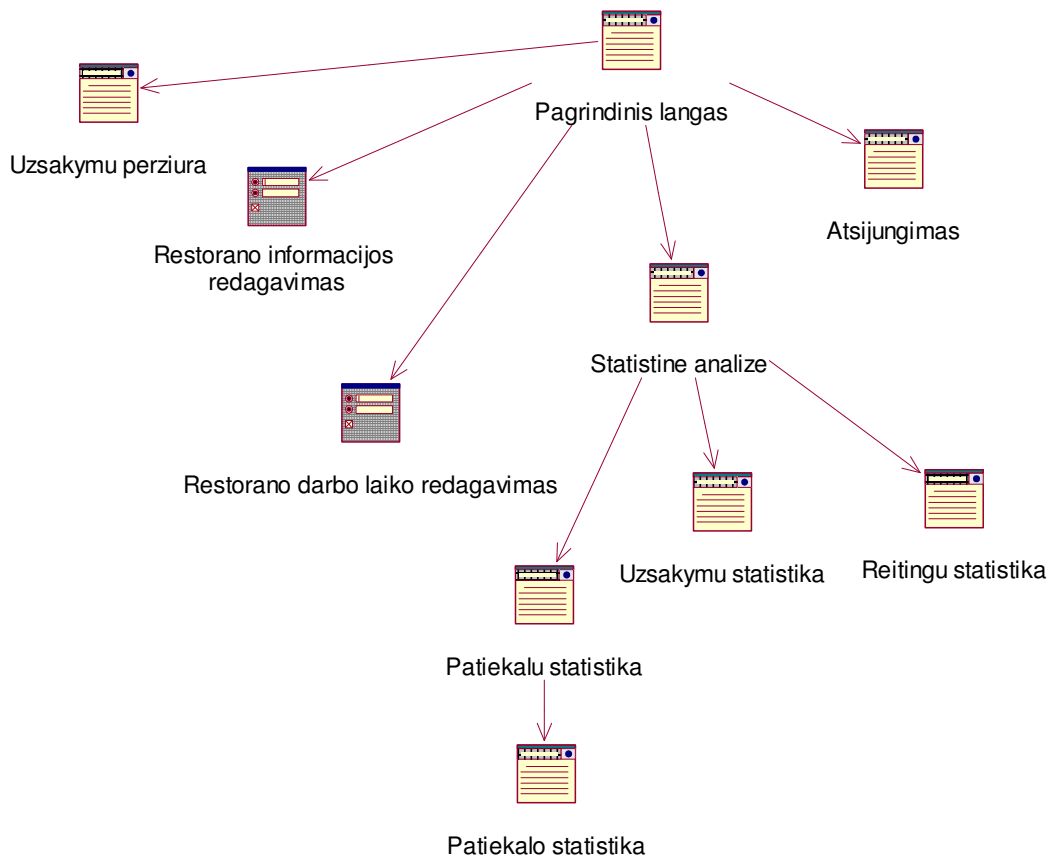 Pagrindinis langas
Uzsakymu perziura
Atsijungimas
Restorano informacijos
redagavimas
Statistine analize
Restorano darbo laiko redagavimas
Uzsakymu statistika
Reitingu statistika
Patiekalu statistika
Patiekalo statistika